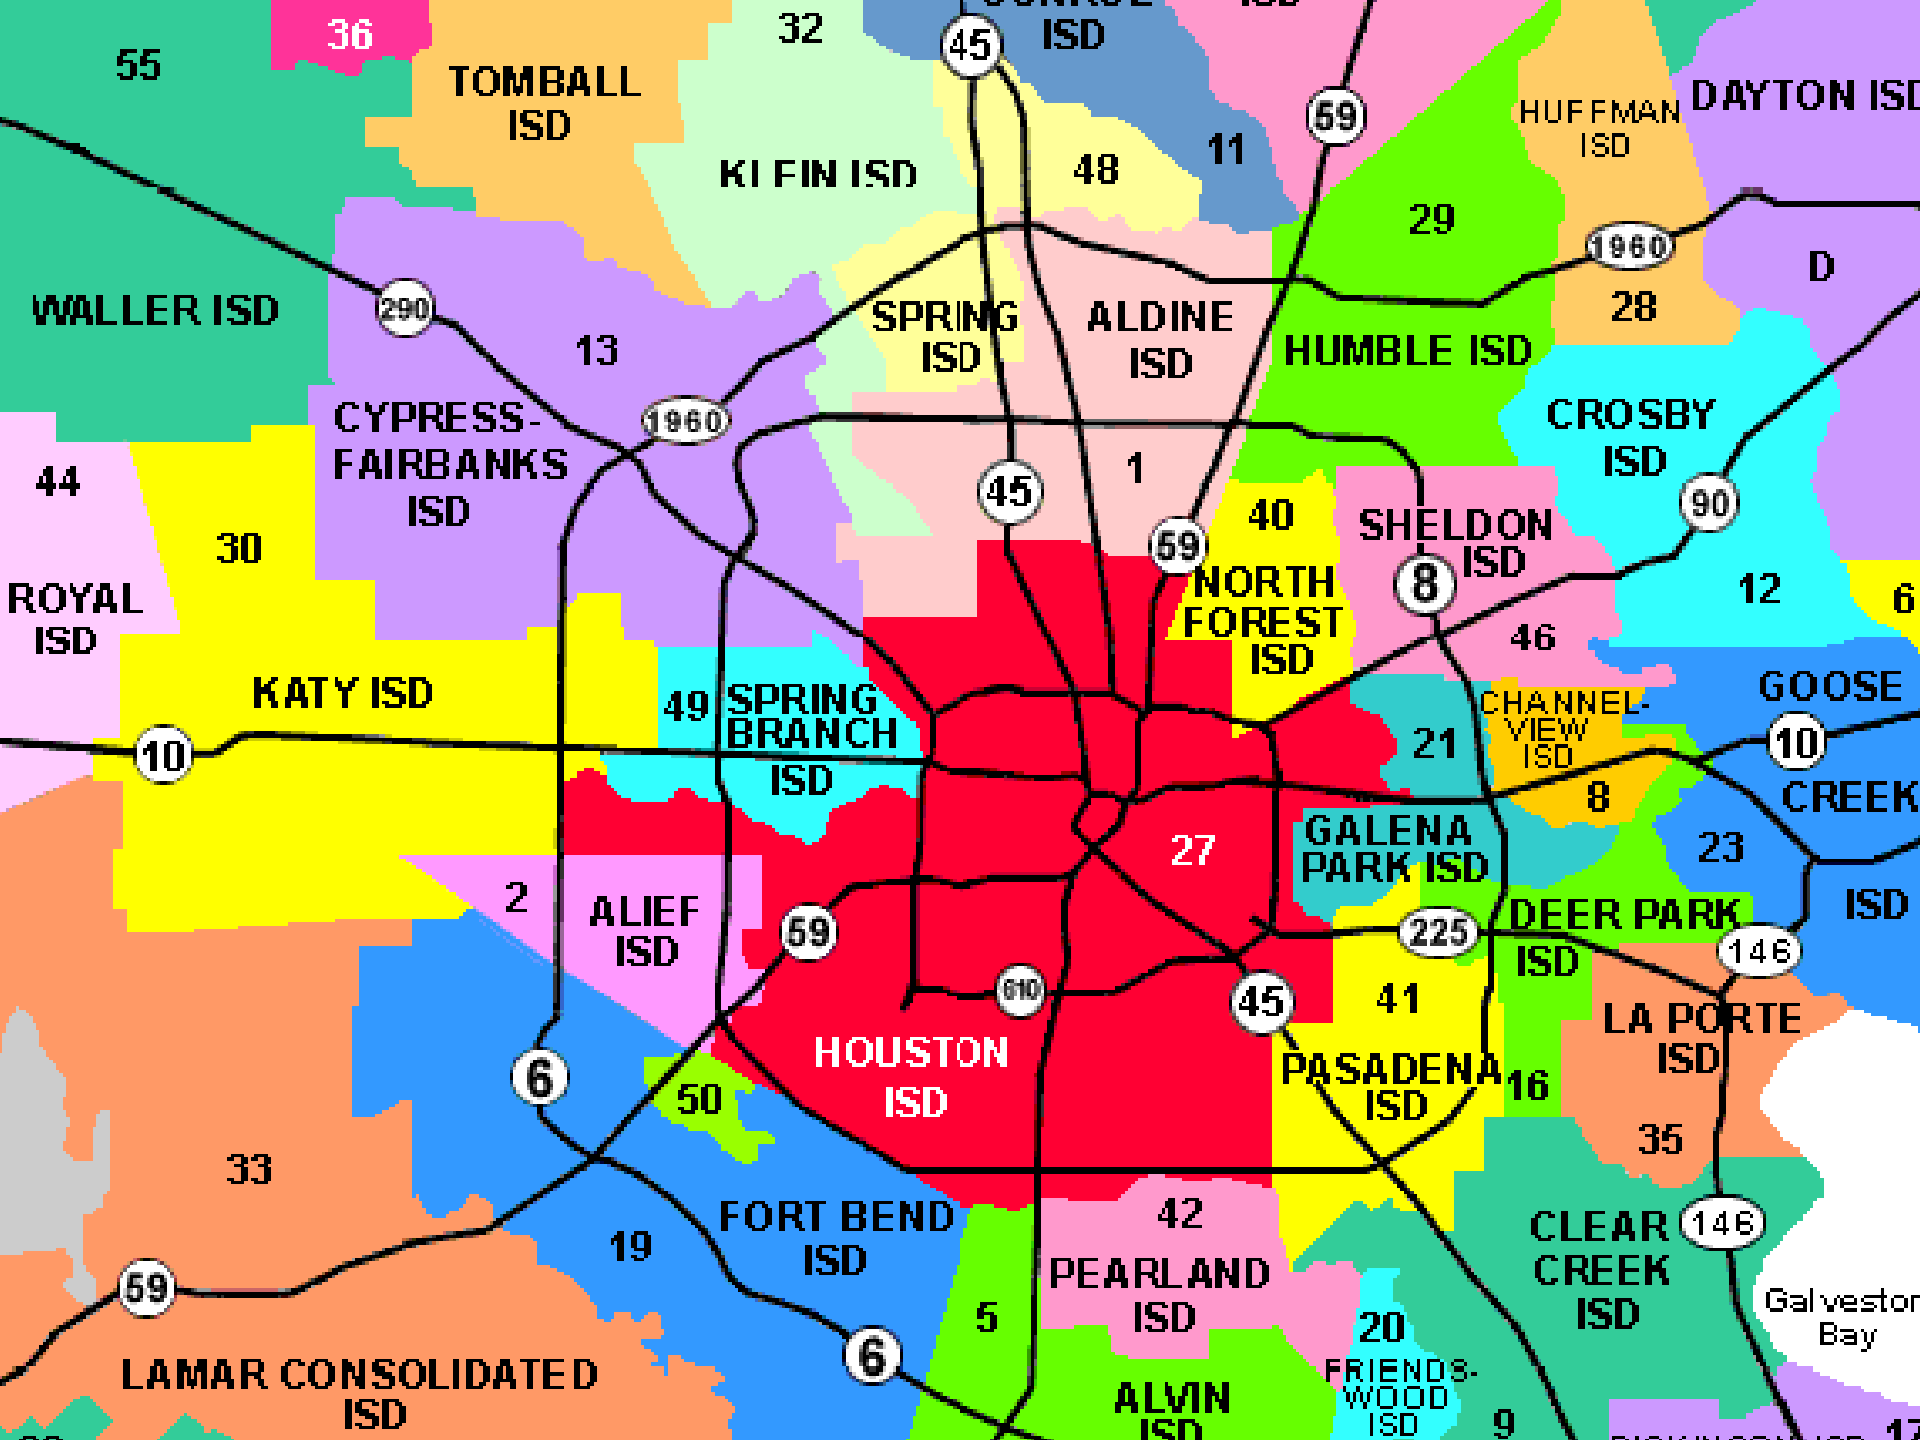 55
36
32
45
ISD
ISD
TOMBALL
ISD
59
HUFFMAN
ISD
DAYTON ISD
KLEIN ISD
48
11
29
1960
D
WALLER ISD
290
13
SPRING
ISD
ALDINE
ISD
HUMBLE ISD
28
CYPRESS-
FAIRBANKS
ISD
1960
CROSBY
ISD
44
30
45
1
59
40
SHELDON
ISD
90
ROYAL
ISD
NORTH
FOREST
ISD
8
12
6
46
KATY ISD
49
SPRING
BRANCH
ISD
GOOSE
CREEK
ISD
10
21
CHANNEL-
VIEW
ISD
8
10
27
GALENA
PARK ISD
23
2
ALIEF
ISD
59
225
DEER PARK
ISD
146
610
45
41
LA PORTE
ISD
HOUSTON
ISD
PASADENA
ISD
16
6
50
35
33
19
FORT BEND
ISD
42
PEARLAND
ISD
CLEAR
CREEK
ISD
146
59
5
6
20
FRIENDS-
WOOD
ISD
Galveston
Bay
LAMAR CONSOLIDATED
ISD
ALVIN
ISD
9
17